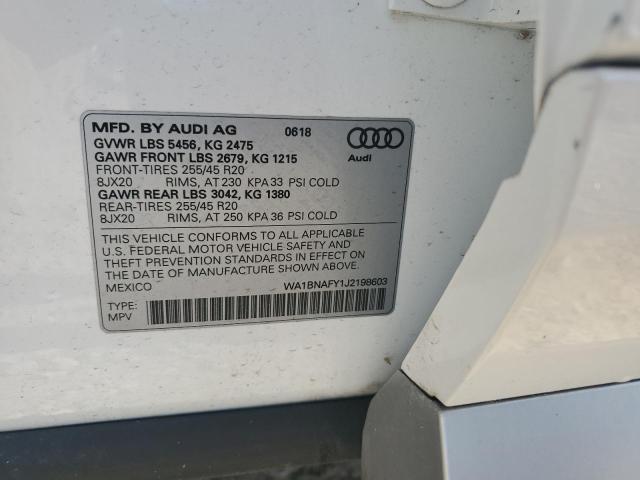 MFD. BY AUDI AG 0618
GVWR LBS 5456, KG 2475
GAWR FRONT LBS 2679, KG 1215
Audi
FRONT-TIRES 255/45 R20
8JX20 RIMS, AT 230 KPA 33 PSI COLD
GAWR REAR LBS 3042, KG 1380
REAR-TIRES 255/45 R20
8JX20 RIMS, AT 250 KPA 36 PSI COLD
THIS VEHICLE CONFORMS TO ALL APPLICABLE
U.S. FEDERAL MOTOR VEHICLE SAFETY AND
THEFT PREVENTION STANDARDS IN EFFECT ON
THE DATE OF MANUFACTURE SHOWN ABOVE.
MEXICO WA1BNAFY1J2198603
TYPE:
MPV